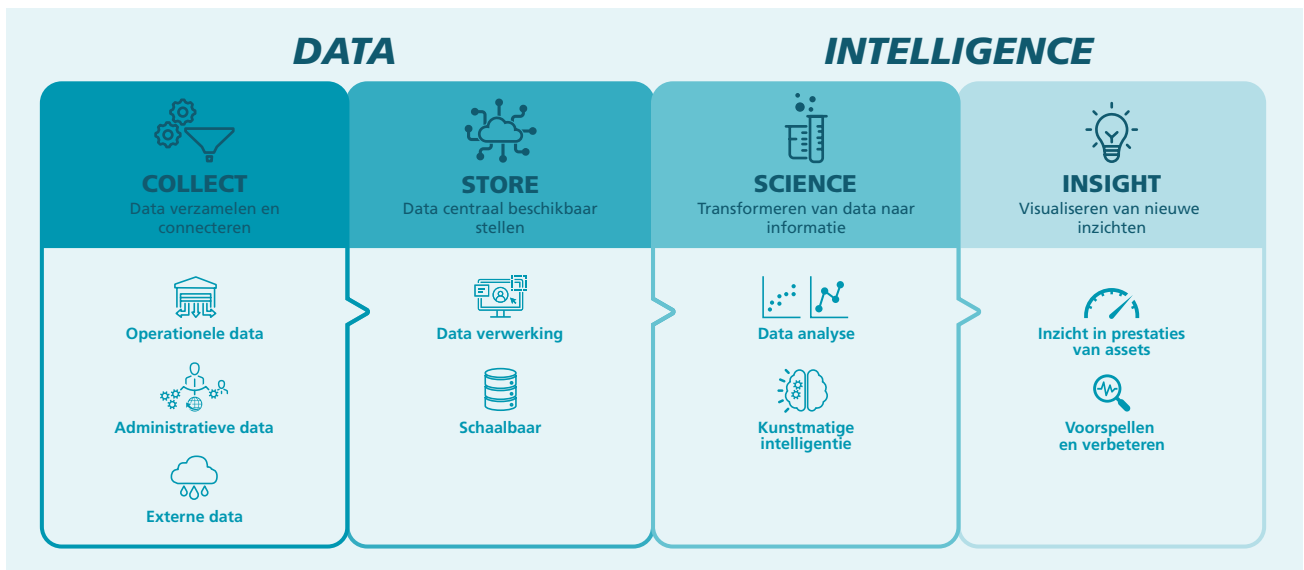 DATA
INTELLIGENCE
COLLECT
Data verzamelen en
connecteren
Operationele data
Administratieve data
Externe data
STORE
Data centraal beschikbaar
stellen
Data verwerking
Schaalbaar
SCIENCE
Transformeren van data naar
informatie
Data analyse
Kunstmatige
intelligentie
INSIGHT
Visualiseren van nieuwe
inzichten
Inzicht in prestaties
van assets
Voorspellen
en verbeteren